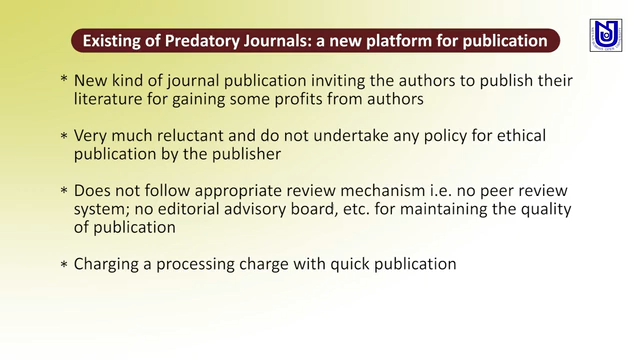 Existing of Predatory Journals: a new platform for publication
* New kind of journal publication inviting the authors to publish their
literature for gaining some profits from authors
* Very much reluctant and do not undertake any policy for ethical
publication by the publisher
* Does not follow appropriate review mechanism i.e. no peer review
system; no editorial advisory board, etc. for maintaining the quality
of publication
* Charging a processing charge with quick publication